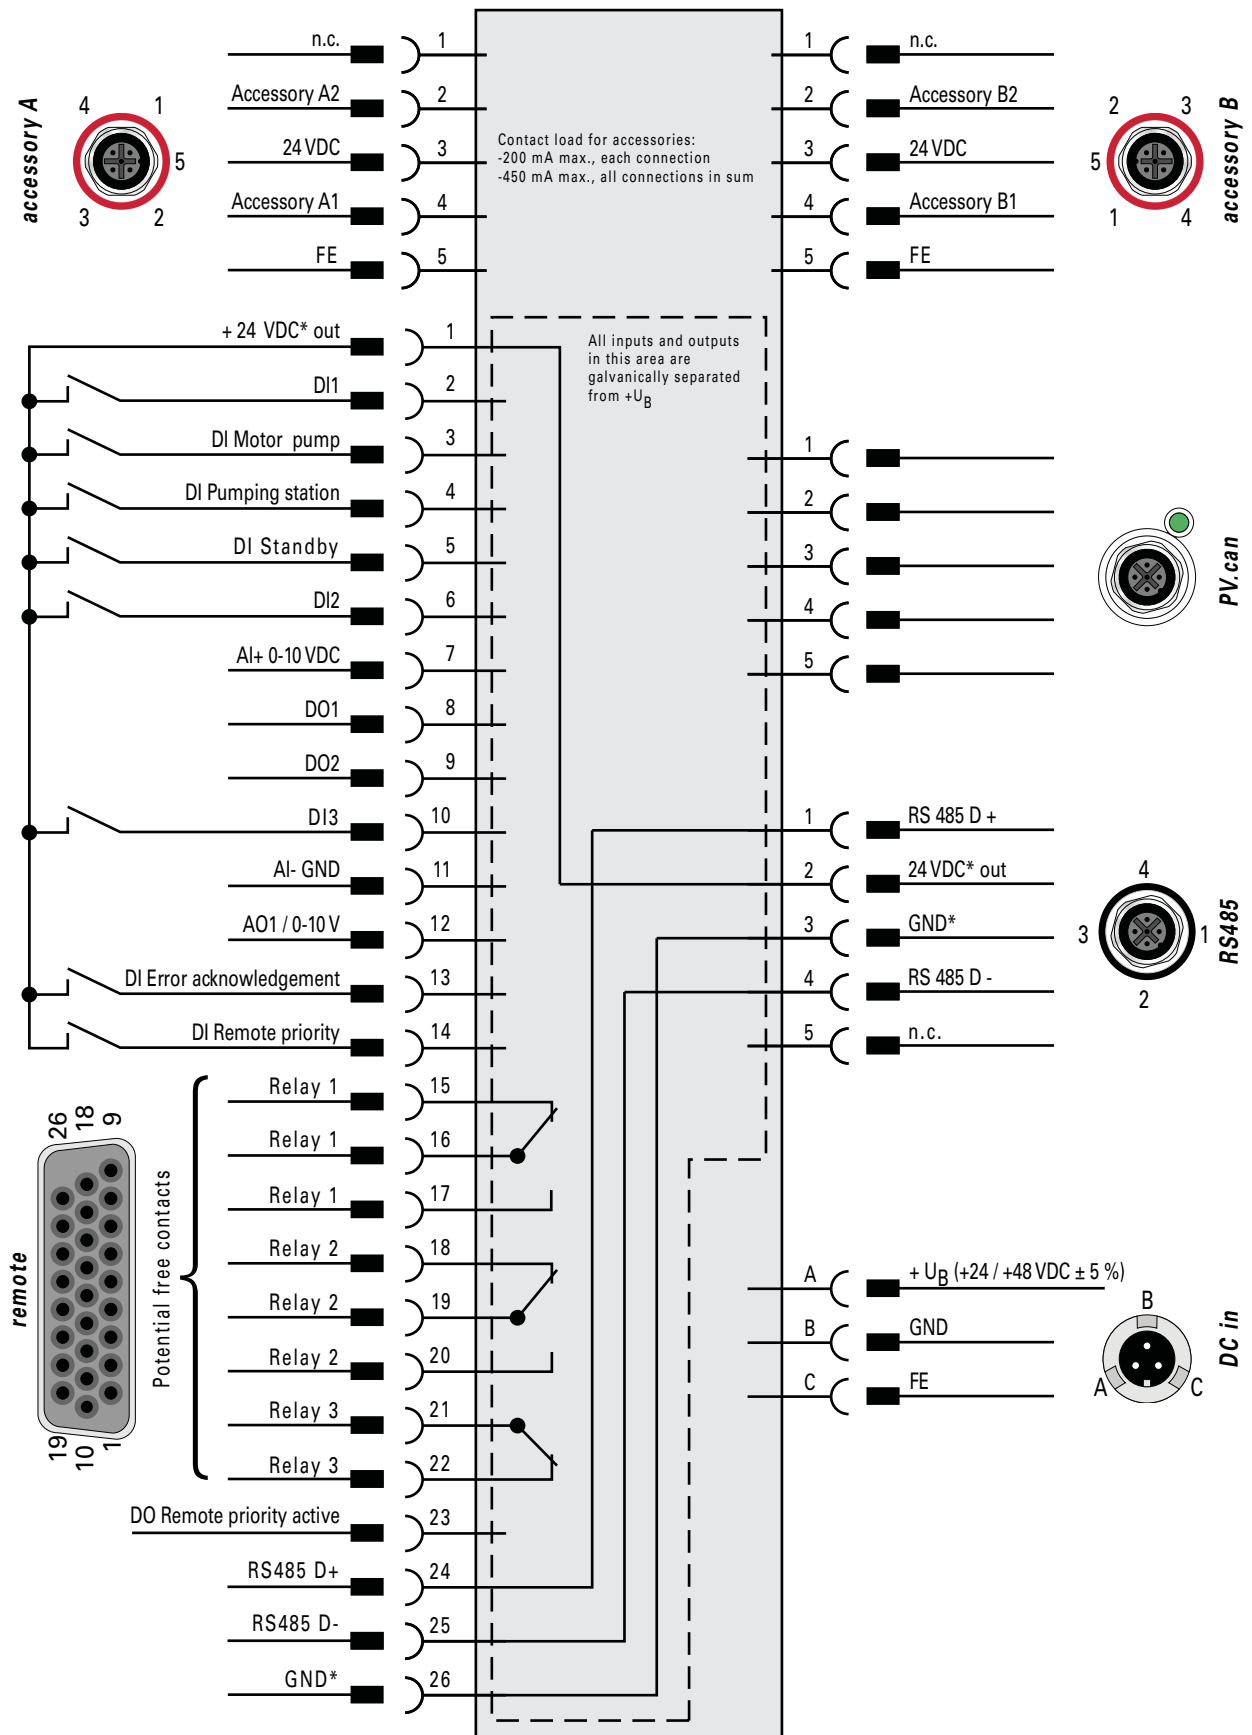 accessory A
4 1
5
3 2
n.c. 1
Accessory A2 2
24 VDC 3
Accessory A1 4
FE 5
Contact load for accessories:
-200 mA max., each connection
-450 mA max., all connections in sum
1 n.c.
2 Accessory B2
3 24 VDC
4 Accessory B1
5 FE
accessory B
2 3
5
1 4
+ 24 VDC* out 1
DI1 2
DI Motor pump 3
DI Pumping station 4
DI Standby 5
DI2 6
AI+ 0-10 VDC 7
DO1 8
DO2 9
DI3 10
AI- GND 11
AO1 / 0-10 V 12
DI Error acknowledgement 13
DI Remote priority 14
Relay 1 15
Relay 1 16
Relay 1 17
Relay 2 18
Relay 2 19
Relay 2 20
Relay 3 21
Relay 3 22
DO Remote priority active 23
RS485 D+ 24
RS485 D- 25
GND* 26
Potential free contacts
remote
26 18 9
19 10 1
All inputs and outputs
in this area are
galvanically separated
from +UB
1
2
3
4
5
PV.can
1 RS 485 D +
2 24 VDC* out
3 GND*
4 RS 485 D -
5 n.c.
4
3 1
2
RS485
A + UB (+24 / +48 VDC ± 5 %)
B GND
C FE
B
A C
DC in